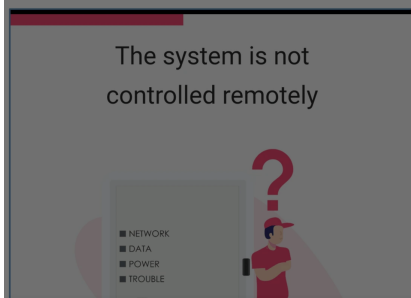 The system is not
controlled remotely
?
NETWORK
DATA
POWER
TROUBLE